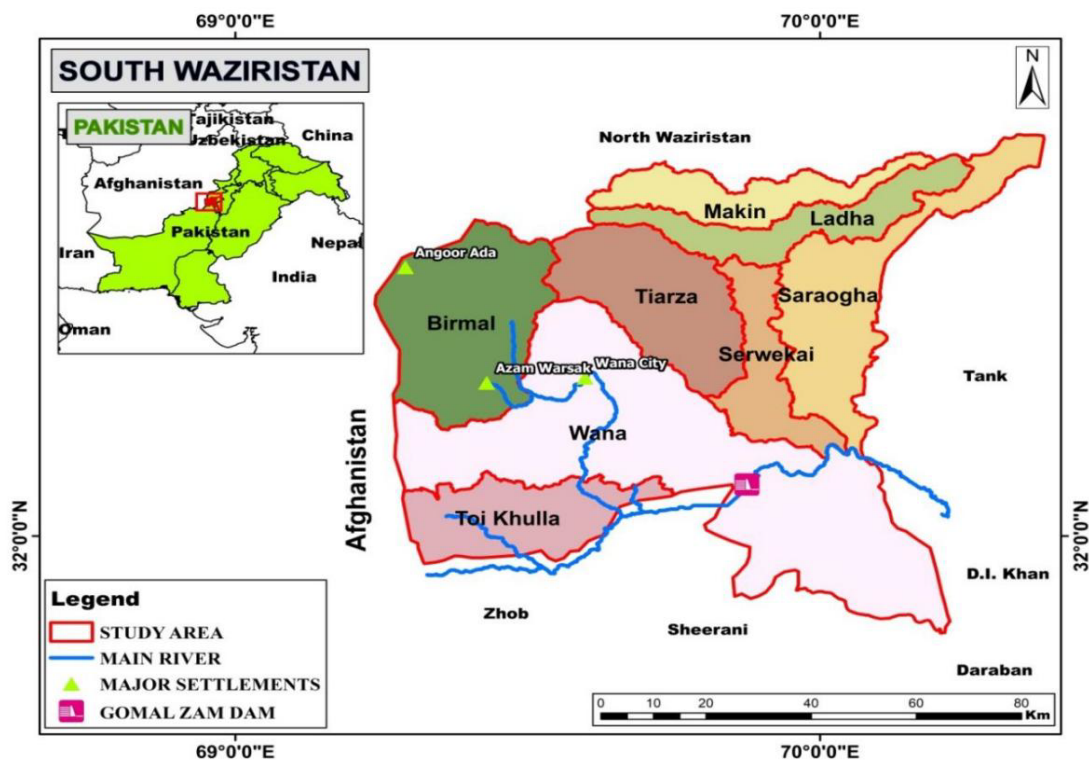 69°0'0"E
70°0'0"E
SOUTH WAZIRISTAN
N
PAKISTAN
Tajikistan
Uzbekistan
China
Afghanistan
Pakistan
Iran
Nepal
India
Oman
North Waziristan
Makin
Ladha
Angoor Ada
Tiarza
Saraogha
Birmal
Serwekai
Azam Warsak
Wana City
Tank
Wana
Afghanistan
Toi Khulla
32°0'0"N
32°0'0"N
D.I. Khan
Zhob
Sheerani
Daraban
Legend
STUDY AREA
MAIN RIVER
MAJOR SETTLEMENTS
GOMAL ZAM DAM
0 10 20 40 60 80
Km
69°0'0"E
70°0'0"E